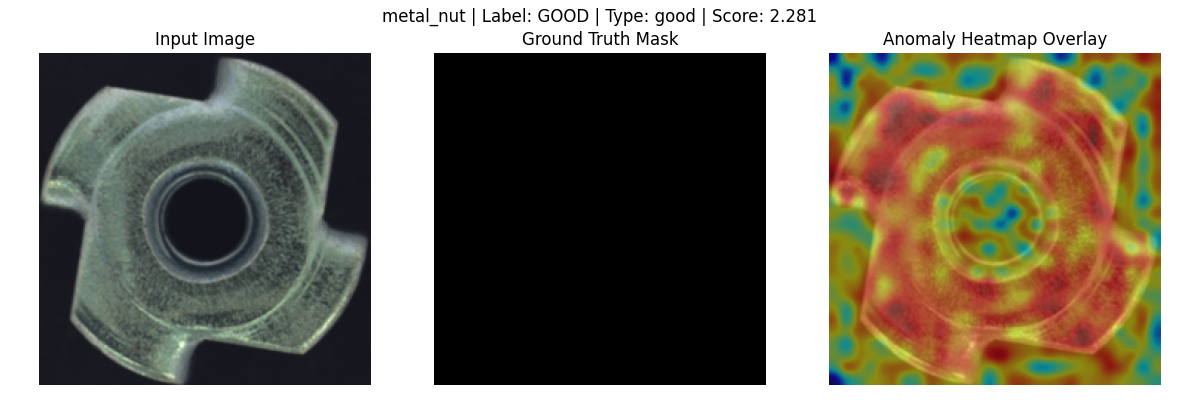 metal_nut | Label: GOOD | Type: good | Score: 2.281
Input Image
Ground Truth Mask
Anomaly Heatmap Overlay